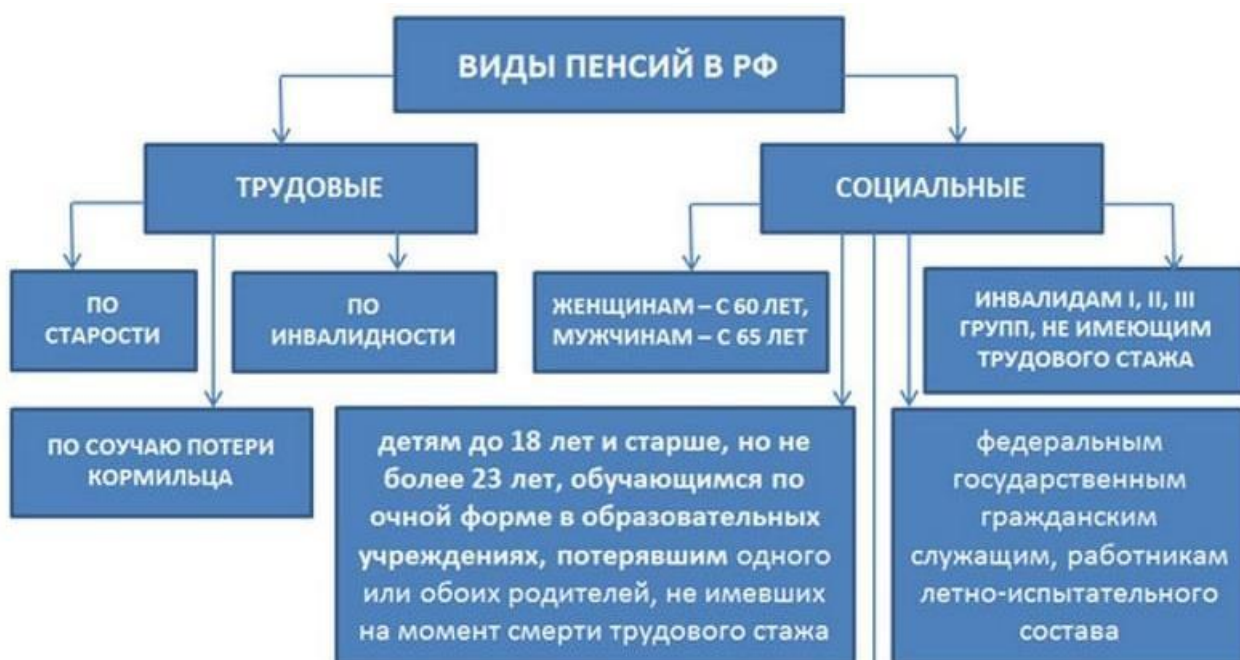 ВИДЫ ПЕНСИЙ В РФ
ТРУДОВЫЕ
СОЦИАЛЬНЫЕ
ПО
СТАРОСТИ
ПО
ИНВАЛИДНОСТИ
ЖЕНЩИНАМ – С 60 ЛЕТ,
МУЖЧИНАМ – С 65 ЛЕТ
ИНВАЛИДАМ I, II, III
ГРУПП, НЕ ИМЕЮЩИМ
ТРУДОВОГО СТАЖА
ПО СОУЧАЮ ПОТЕРИ
КОРМИЛЬЦА
детям до 18 лет и старше, но не
более 23 лет, обучающимся по
очной форме в образовательных
учреждениях, потерявшим одного
или обоих родителей, не имевших
на момент смерти трудового стажа
федеральным
государственным
гражданским
служащим, работникам
летно-испытательного
состава